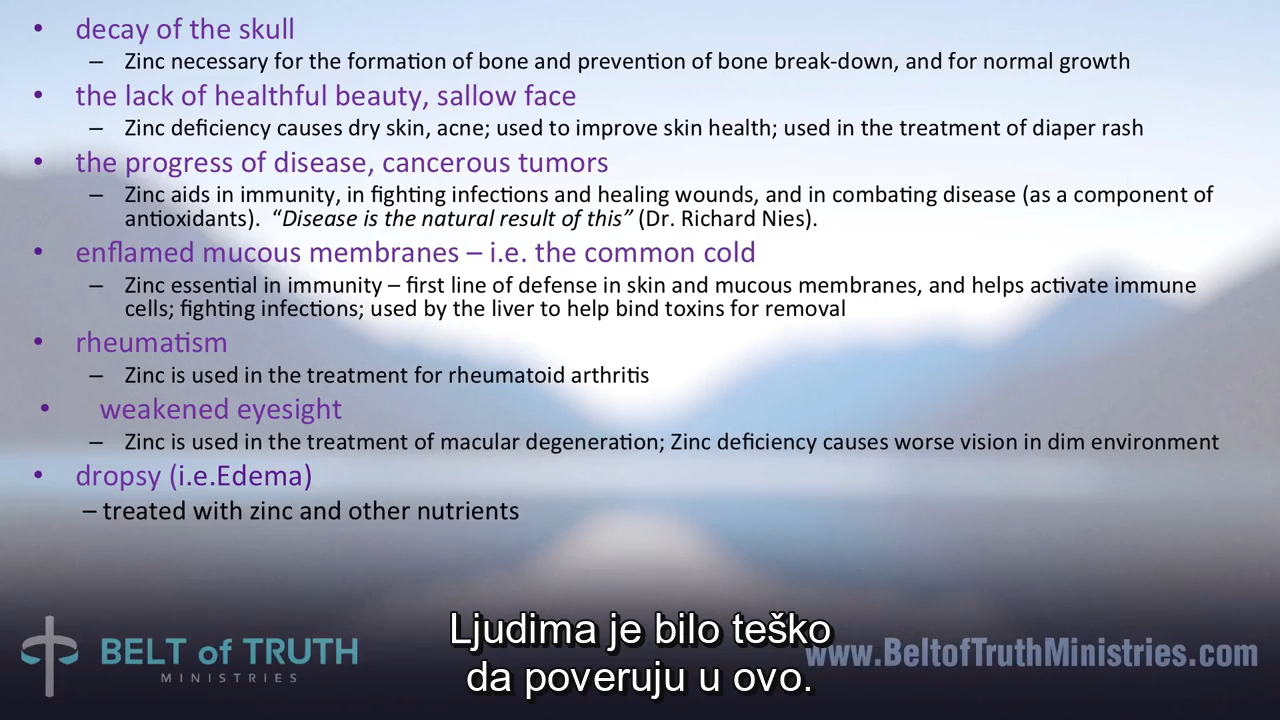 • decay of the skull
– Zinc necessary for the formation of bone and prevention of bone break-down, and for normal growth
• the lack of healthful beauty, sallow face
– Zinc deficiency causes dry skin, acne; used to improve skin health; used in the treatment of diaper rash
• the progress of disease, cancerous tumors
– Zinc aids in immunity, in fighting infections and healing wounds, and in combating disease (as a component of
antioxidants). “Disease is the natural result of this” (Dr. Richard Nies).
• enflamed mucous membranes – i.e. the common cold
– Zinc essential in immunity – first line of defense in skin and mucous membranes, and helps activate immune
cells; fighting infections; used by the liver to help bind toxins for removal
• rheumatism
– Zinc is used in the treatment for rheumatoid arthritis
• weakened eyesight
– Zinc is used in the treatment of macular degeneration; Zinc deficiency causes worse vision in dim environment
• dropsy (i.e.Edema)
– treated with zinc and other nutrients
Ljudima je bilo teško
da poveruju u ovo.
BELT of TRUTH
MINISTRIES
www.BeltofTruthMinistries.com